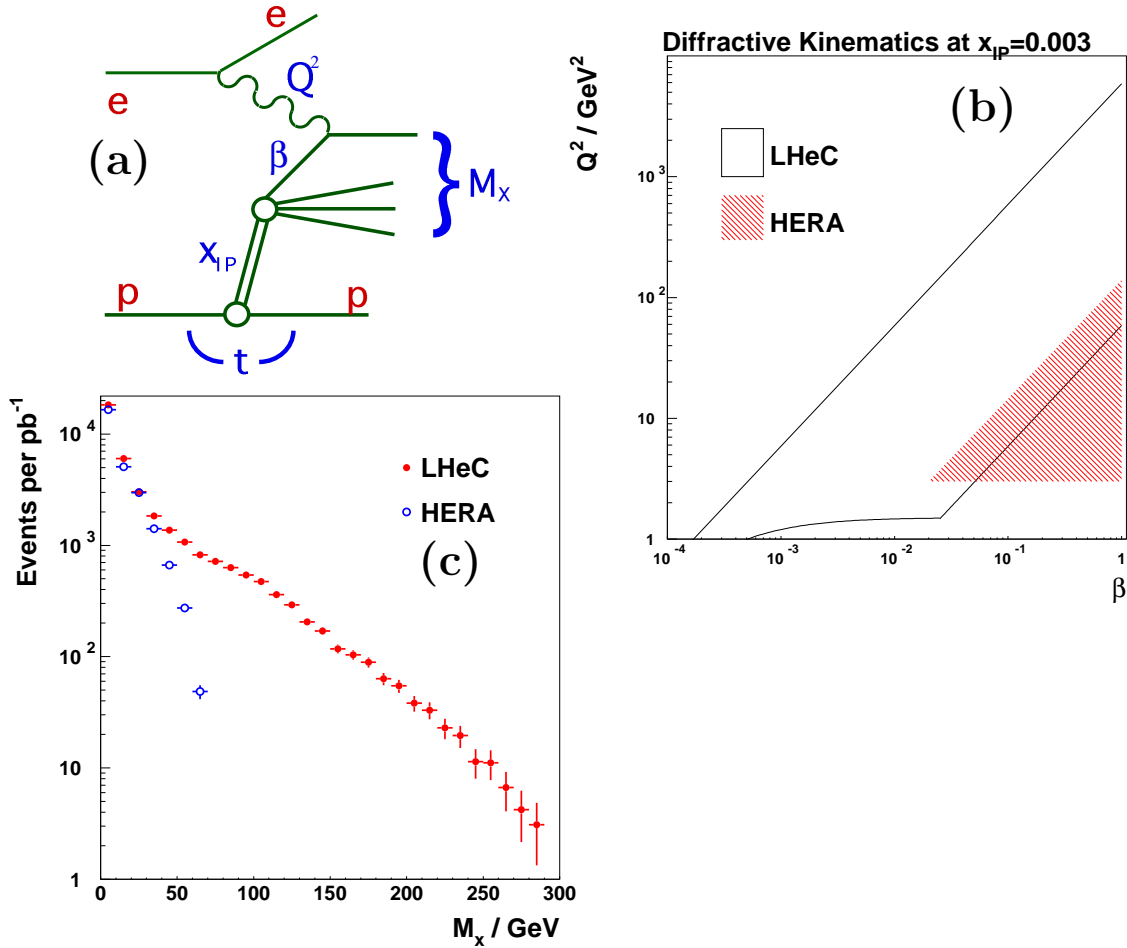 e
e
Q²
(a)
β
M_X
x_IP
p
p
t
Diffractive Kinematics at x_IP=0.003
Q² / GeV²
(b)
LHeC
HERA
10³
10²
10
1
10⁻⁴
10⁻³
10⁻²
10⁻¹
1
β
Events per pb⁻¹
10⁴
10³
10²
10
1
LHeC
HERA
(c)
0
50
100
150
200
250
300
M_x / GeV